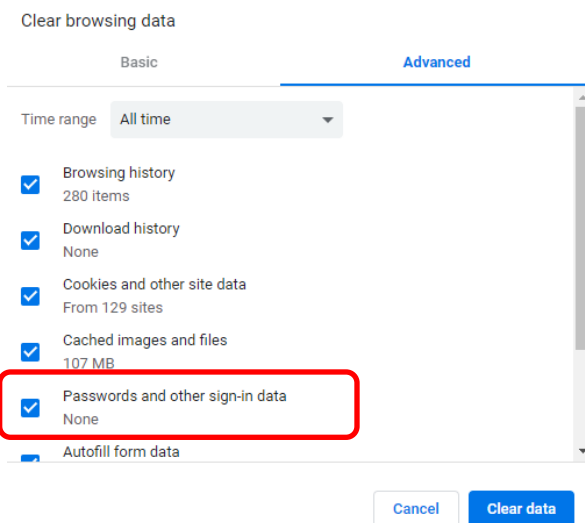 Clear browsing data
Basic
Advanced
Time range
All time
Browsing history
280 items
Download history
None
Cookies and other site data
From 129 sites
Cached images and files
107 MB
Passwords and other sign-in data
None
Autofill form data
Cancel
Clear data